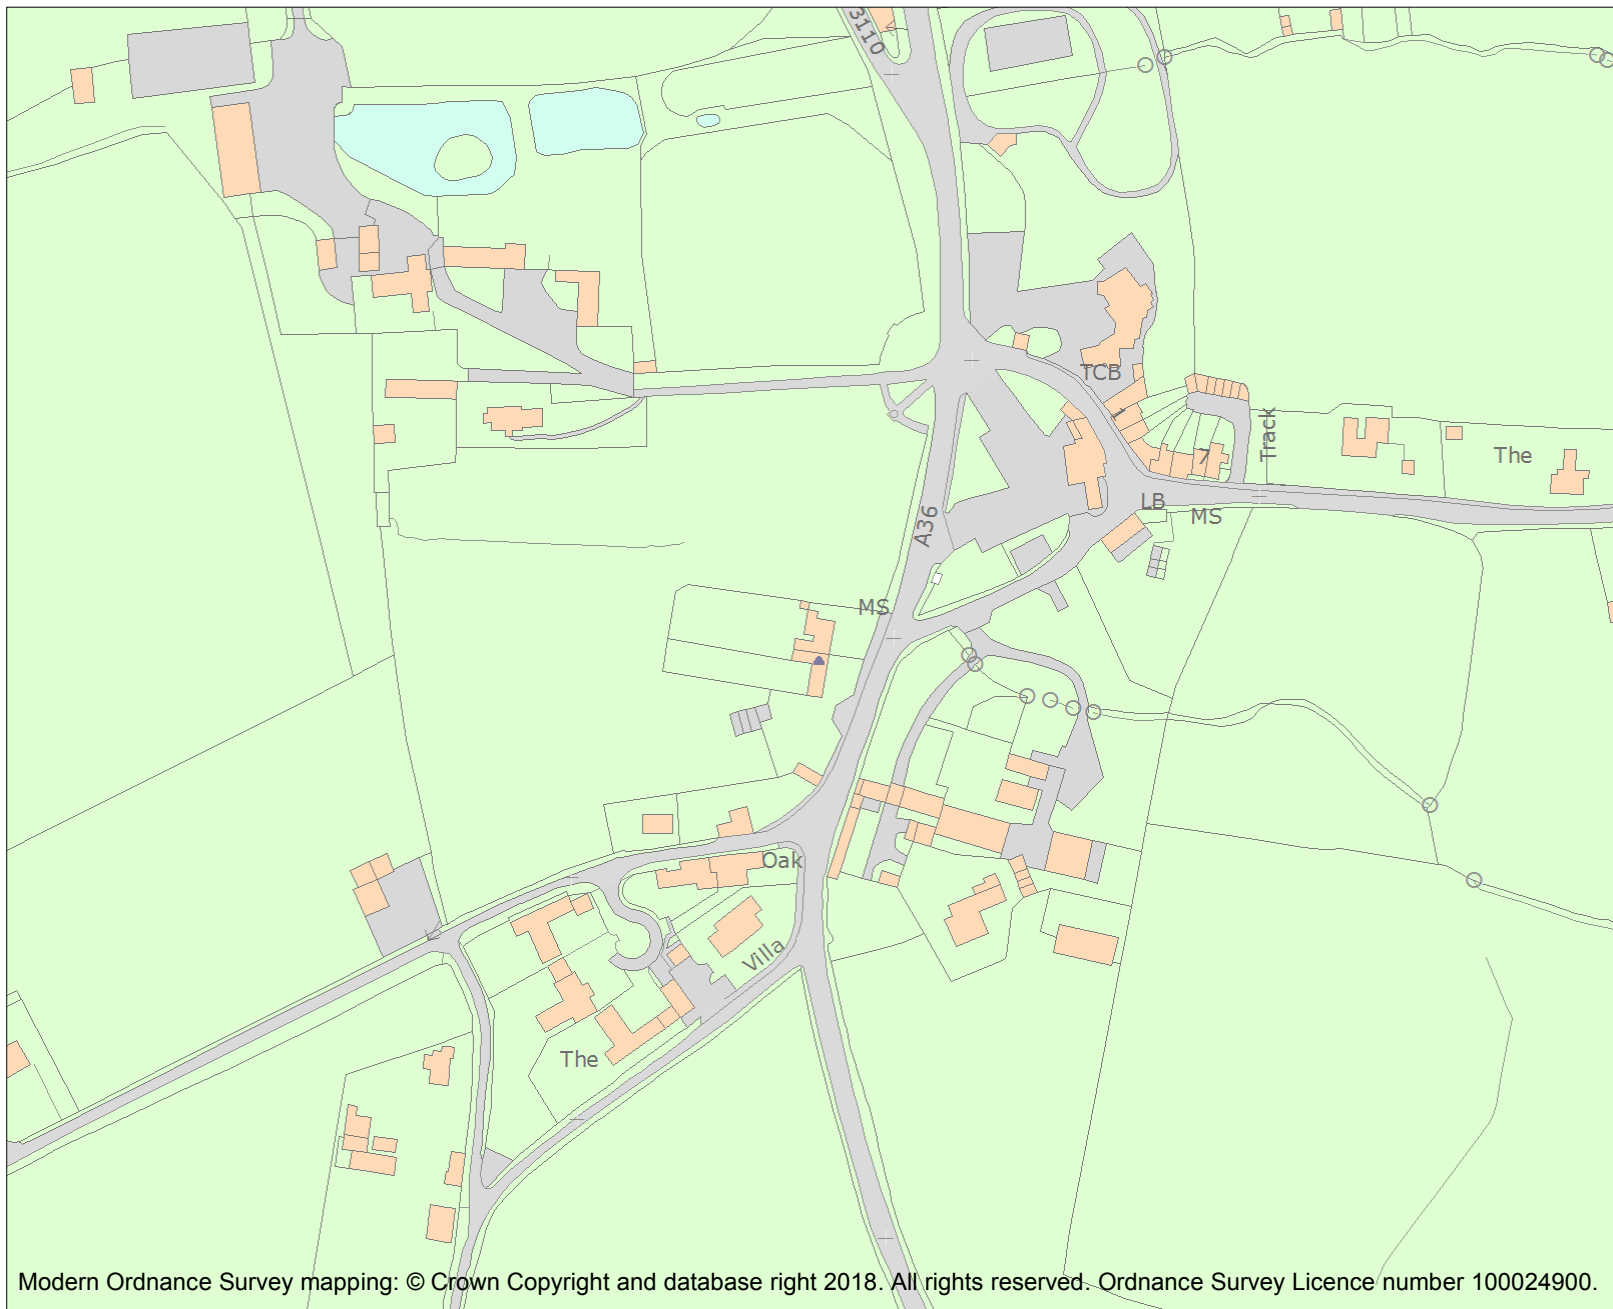 3110
TCB
1
7
Track
The
LB
MS
A36
MS
Oak
Villa
The
Modern Ordnance Survey mapping: © Crown Copyright and database right 2018. All rights reserved. Ordnance Survey Licence number 100024900.